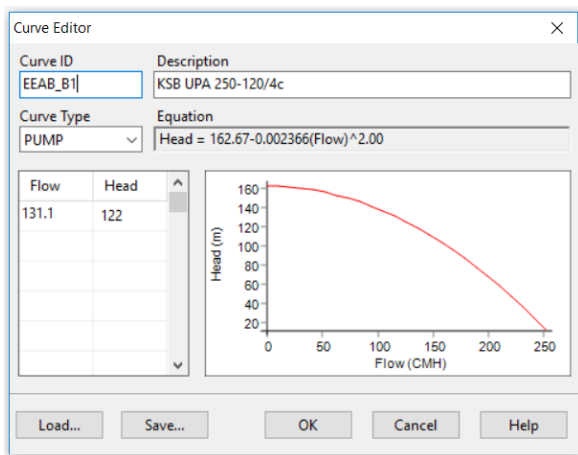 Curve Editor
Curve ID Description
EEAB_B1 KSB UPA 250-120/4c
Curve Type Equation
PUMP Head = 162.67-0.002366(Flow)^2.00
Flow Head
131.1 122
160
140
120
100
80
60
40
20
Head (m)
0 50 100 150 200 250
Flow (CMH)
Load... Save... OK Cancel Help